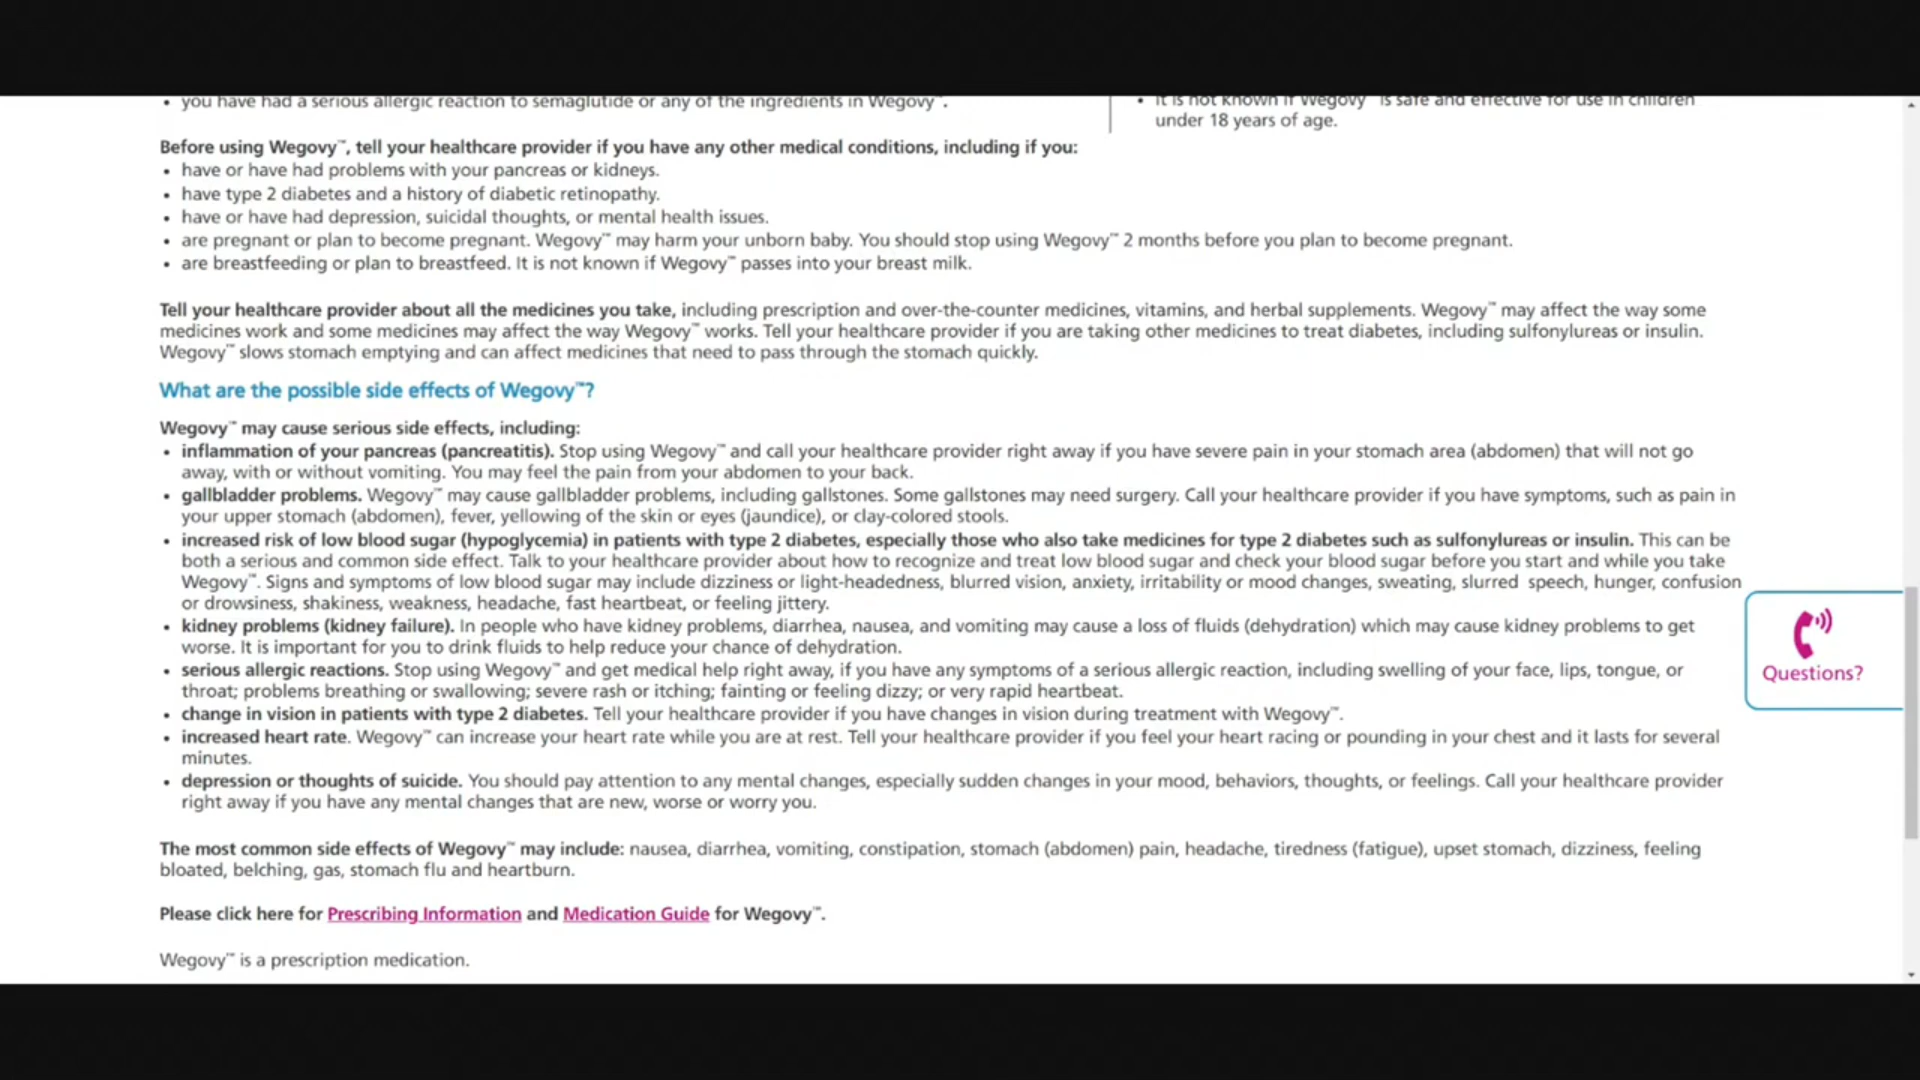 • you have had a serious allergic reaction to semaglutide or any of the ingredients in Wegovy™.
• It is not known if Wegovy™ is safe and effective for use in children
under 18 years of age.
Before using Wegovy™, tell your healthcare provider if you have any other medical conditions, including if you:
• have or have had problems with your pancreas or kidneys.
• have type 2 diabetes and a history of diabetic retinopathy.
• have or have had depression, suicidal thoughts, or mental health issues.
• are pregnant or plan to become pregnant. Wegovy™ may harm your unborn baby. You should stop using Wegovy™ 2 months before you plan to become pregnant.
• are breastfeeding or plan to breastfeed. It is not known if Wegovy™ passes into your breast milk.
Tell your healthcare provider about all the medicines you take, including prescription and over-the-counter medicines, vitamins, and herbal supplements. Wegovy™ may affect the way some
medicines work and some medicines may affect the way Wegovy™ works. Tell your healthcare provider if you are taking other medicines to treat diabetes, including sulfonylureas or insulin.
Wegovy™ slows stomach emptying and can affect medicines that need to pass through the stomach quickly.
What are the possible side effects of Wegovy™?
Wegovy™ may cause serious side effects, including:
• inflammation of your pancreas (pancreatitis). Stop using Wegovy™ and call your healthcare provider right away if you have severe pain in your stomach area (abdomen) that will not go
away, with or without vomiting. You may feel the pain from your abdomen to your back.
• gallbladder problems. Wegovy™ may cause gallbladder problems, including gallstones. Some gallstones may need surgery. Call your healthcare provider if you have symptoms, such as pain in
your upper stomach (abdomen), fever, yellowing of the skin or eyes (jaundice), or clay-colored stools.
• increased risk of low blood sugar (hypoglycemia) in patients with type 2 diabetes, especially those who also take medicines for type 2 diabetes such as sulfonylureas or insulin. This can be
both a serious and common side effect. Talk to your healthcare provider about how to recognize and treat low blood sugar and check your blood sugar before you start and while you take
Wegovy™. Signs and symptoms of low blood sugar may include dizziness or light-headedness, blurred vision, anxiety, irritability or mood changes, sweating, slurred speech, hunger, confusion
or drowsiness, shakiness, weakness, headache, fast heartbeat, or feeling jittery.
• kidney problems (kidney failure). In people who have kidney problems, diarrhea, nausea, and vomiting may cause a loss of fluids (dehydration) which may cause kidney problems to get
worse. It is important for you to drink fluids to help reduce your chance of dehydration.
• serious allergic reactions. Stop using Wegovy™ and get medical help right away, if you have any symptoms of a serious allergic reaction, including swelling of your face, lips, tongue, or
throat; problems breathing or swallowing; severe rash or itching; fainting or feeling dizzy; or very rapid heartbeat.
• change in vision in patients with type 2 diabetes. Tell your healthcare provider if you have changes in vision during treatment with Wegovy™.
• increased heart rate. Wegovy™ can increase your heart rate while you are at rest. Tell your healthcare provider if you feel your heart racing or pounding in your chest and it lasts for several
minutes.
• depression or thoughts of suicide. You should pay attention to any mental changes, especially sudden changes in your mood, behaviors, thoughts, or feelings. Call your healthcare provider
right away if you have any mental changes that are new, worse or worry you.
Questions?
The most common side effects of Wegovy™ may include: nausea, diarrhea, vomiting, constipation, stomach (abdomen) pain, headache, tiredness (fatigue), upset stomach, dizziness, feeling
bloated, belching, gas, stomach flu and heartburn.
Please click here for Prescribing Information and Medication Guide for Wegovy™.
Wegovy™ is a prescription medication.